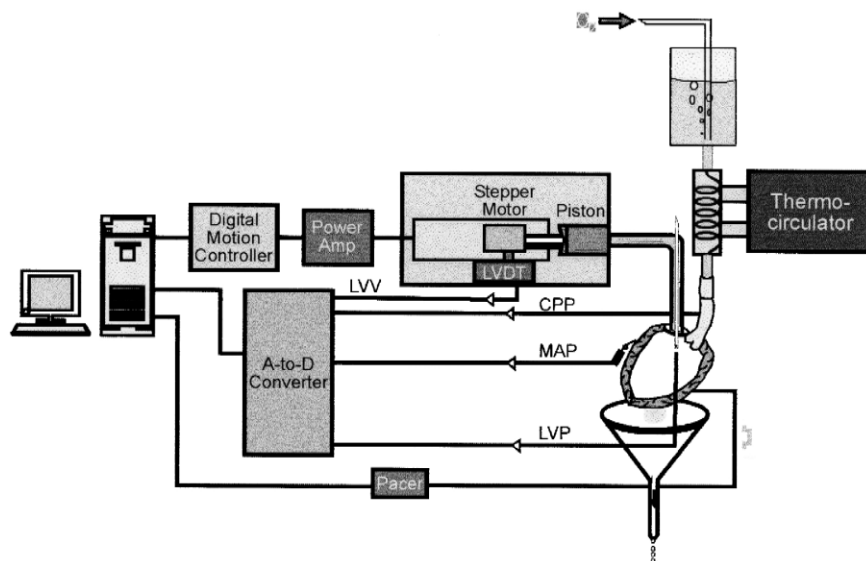 Thermo-
circulator
Stepper
Motor
Piston
Digital
Motion
Controller
Power
Amp
LVDT
LVV
CPP
A-to-D
Converter
MAP
LVP
Pacer